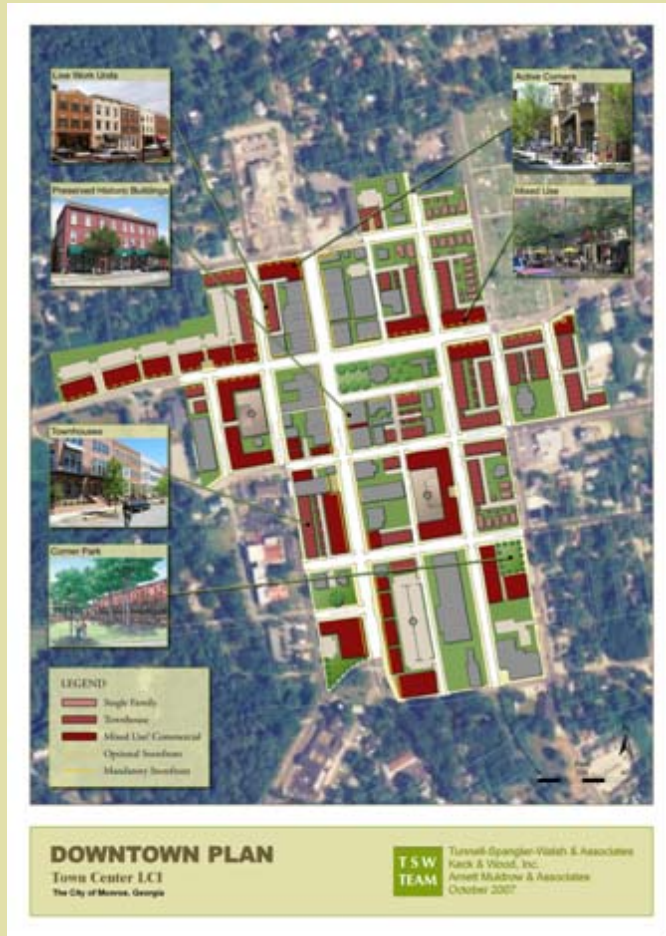 Live Work Units
Active Corners
Preserved Historic Buildings
Mixed Use
Townhouses
Corner Park
LEGEND
Single Family
Townhouse
Mixed Use/ Commercial
Optional Storefront
Mandatory Storefront
DOWNTOWN PLAN
Town Center LCI
The City of Monroe, Georgia
TSW
TEAM
Tunnell-Spangler-Walsh & Associates
Keck & Wood, Inc.
Arnett Muldrow & Associates
October 2007